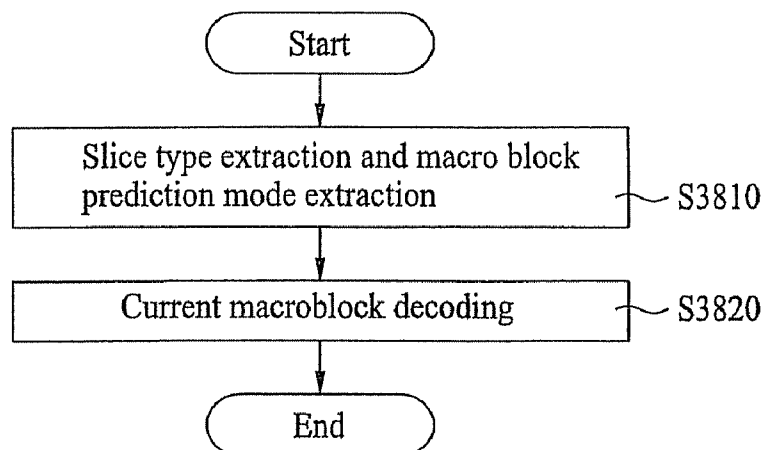 Start
Slice type extraction and macro block
prediction mode extraction
S3810
Current macroblock decoding
S3820
End